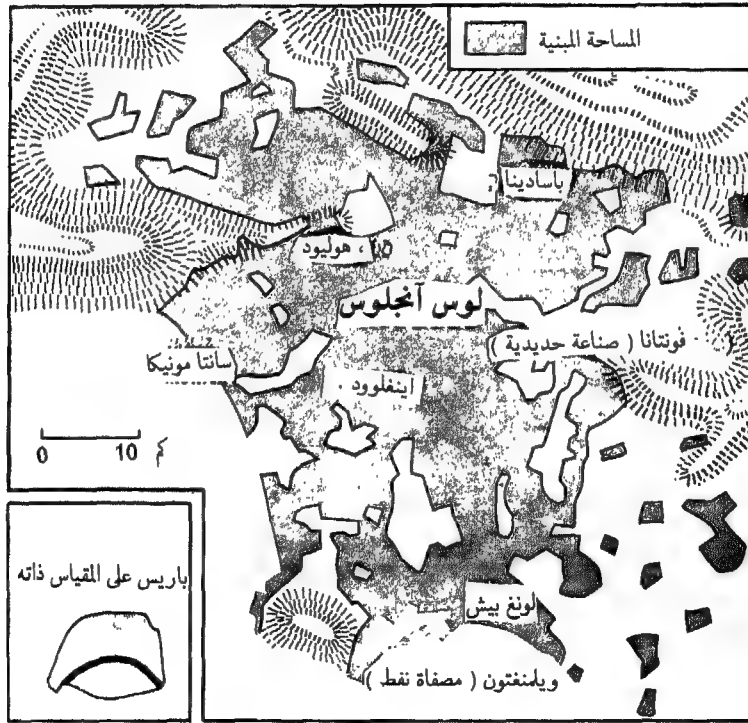 المساحة المبنية
باسادينا
هوليود
لوس آنجلوس
فونتانا ( صناعة حديدية )
سانتا مونيكا
اينغلوود
0 10 كم
باريس على المقياس ذاته
لونغ بيش
ويلمنغتون ( مصفاة نفط )